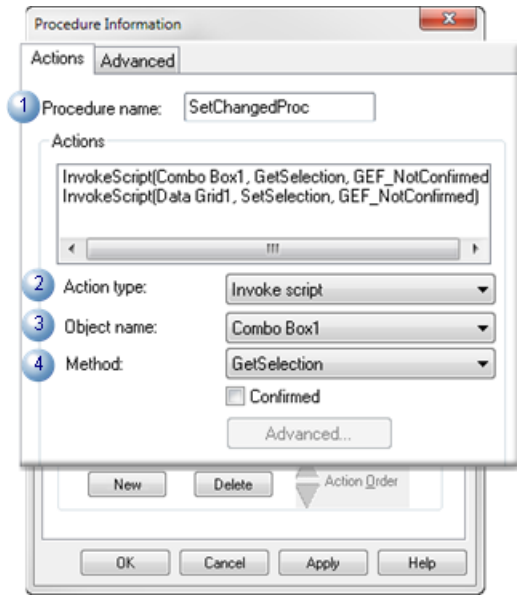 Procedure Information
Actions Advanced
1 Procedure name: SetChangedProc
Actions
InvokeScript(Combo Box1, GetSelection, GEF_NotConfirmed
InvokeScript(Data Grid1, SetSelection, GEF_NotConfirmed)
2 Action type: Invoke script
3 Object name: Combo Box1
4 Method: GetSelection
Confirmed
Advanced...
New Delete Action Order
OK Cancel Apply Help